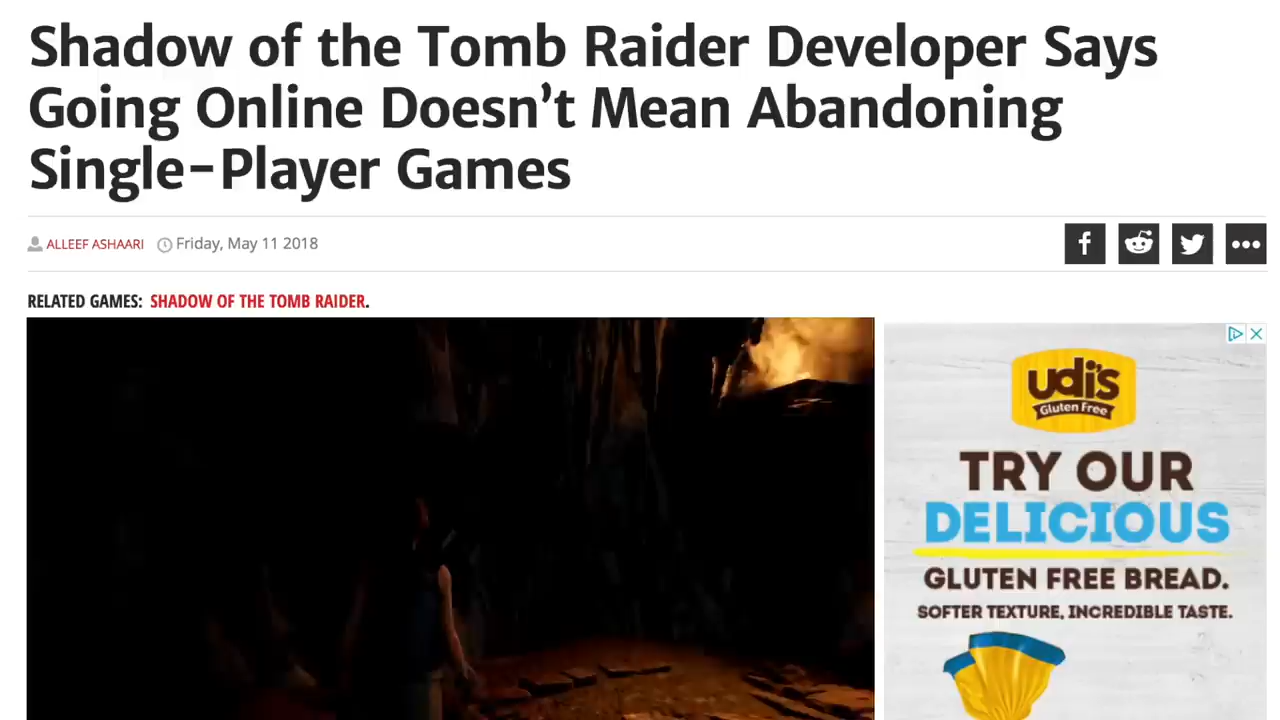 Shadow of the Tomb Raider Developer Says
Going Online Doesn’t Mean Abandoning
Single-Player Games
ALLEEF ASHAARI Friday, May 11 2018
RELATED GAMES: SHADOW OF THE TOMB RAIDER.
udi's
Gluten Free
TRY OUR
DELICIOUS
GLUTEN FREE BREAD.
SOFTER TEXTURE, INCREDIBLE TASTE.